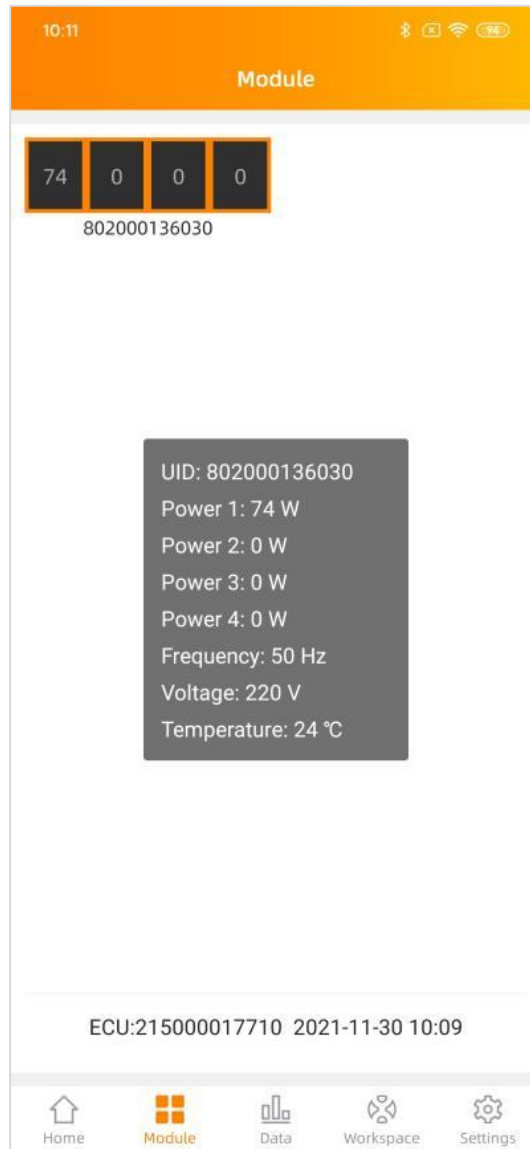 10:11 94
Module
74 0 0 0
802000136030
UID: 802000136030
Power 1: 74 W
Power 2: 0 W
Power 3: 0 W
Power 4: 0 W
Frequency: 50 Hz
Voltage: 220 V
Temperature: 24 ℃
ECU:215000017710 2021-11-30 10:09
Home Module Data Workspace Settings